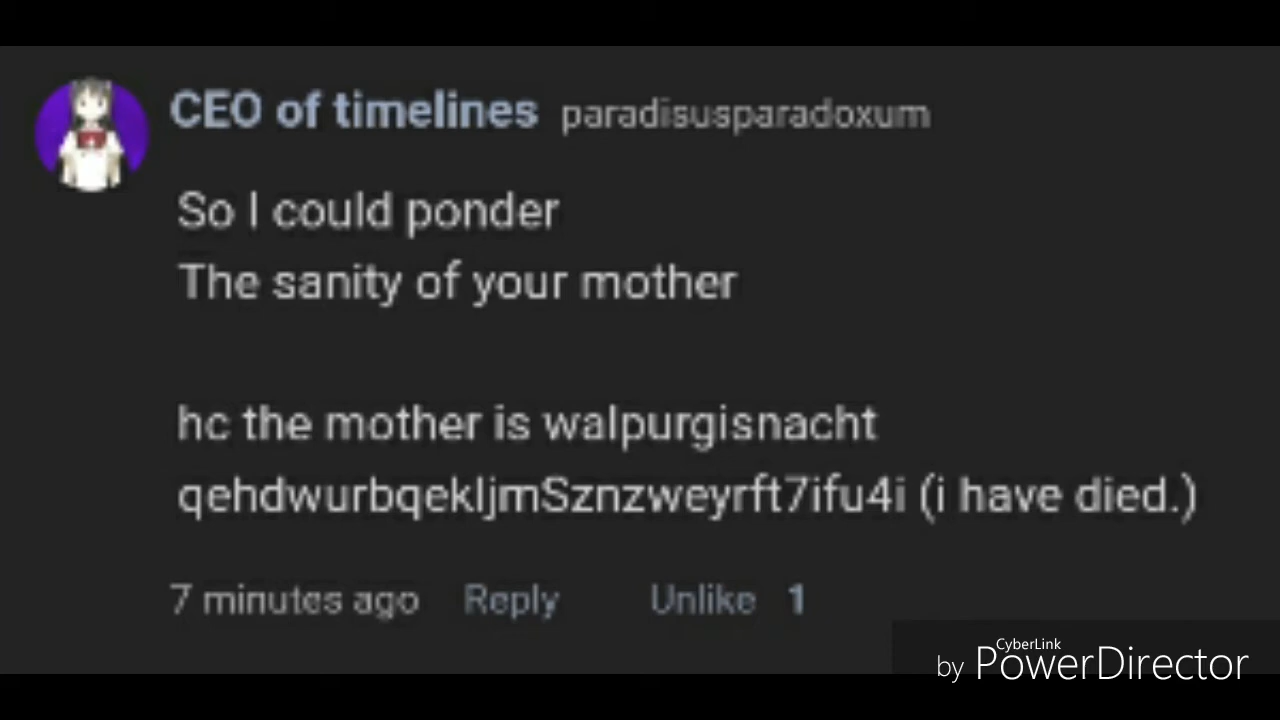 CEO of timelines paradisusparadoxum
So I could ponder
The sanity of your mother
hc the mother is walpurgisnacht
qehdwurbqekljmSznzweyrft7ifu4i (i have died.)
7 minutes ago Reply Unlike 1
CyberLink
by PowerDirector